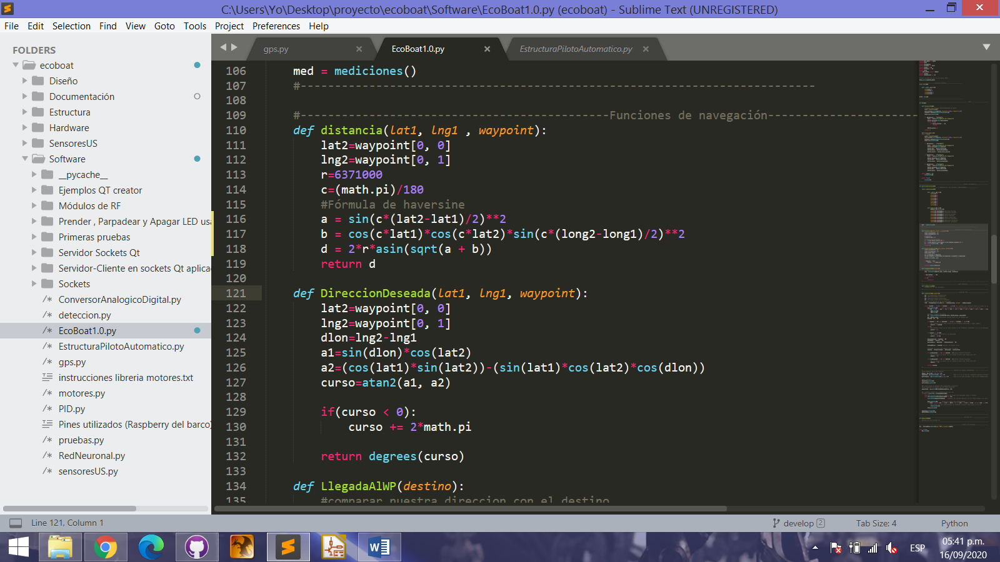 C:\Users\Yo\Desktop\proyecto\ecoboat\Software\EcoBoat1.0.py (ecoboat) - Sublime Text (UNREGISTERED)
File Edit Selection Find View Goto Tools Project Preferences Help
FOLDERS
ecoboat
Diseño
Documentación
Estructura
Hardware
SensoresUS
Software
__pycache__
Ejemplos QT creator
Módulos de RF
Prender , Parpadear y Apagar LED usa
Primeras pruebas
Servidor Sockets Qt
Servidor-Cliente en sockets Qt aplica
Sockets
/* ConversorAnalogicoDigital.py
/* deteccion.py
/* EcoBoat1.0.py
/* EstructuraPilotoAutomatico.py
/* gps.py
instrucciones libreria motores.txt
/* motores.py
/* PID.py
Pines utilizados (Raspberry del barco)
/* pruebas.py
/* RedNeuronal.py
/* sensoresUS.py
gps.py EcoBoat1.0.py EstructuraPilotoAutomatico.py
106 med = mediciones()
107 #---------------------------------------------------------------------------
108
109 #---------------------------------------------Funciones de navegación----------------------
110 def distancia(lat1, lng1 , waypoint):
111 lat2=waypoint[0, 0]
112 lng2=waypoint[0, 1]
113 r=6371000
114 c=(math.pi)/180
115 #Fórmula de haversine
116 a = sin(c*(lat2-lat1)/2)**2
117 b = cos(c*lat1)*cos(c*lat2)*sin(c*(long2-long1)/2)**2
118 d = 2*r*asin(sqrt(a + b))
119 return d
120
121 def DireccionDeseada(lat1, lng1, waypoint):
122 lat2=waypoint[0, 0]
123 lng2=waypoint[0, 1]
124 dlon=lng2-lng1
125 a1=sin(dlon)*cos(lat2)
126 a2=(cos(lat1)*sin(lat2))-(sin(lat1)*cos(lat2)*cos(dlon))
127 curso=atan2(a1, a2)
128
129 if(curso < 0):
130 curso += 2*math.pi
131
132 return degrees(curso)
133
134 def LlegadaAlWP(destino):
135 #comparar nuestra direccion con el destino
Line 121, Column 1 develop 2 Tab Size: 4 Python
ESP
05:41 p.m.
16/09/2020